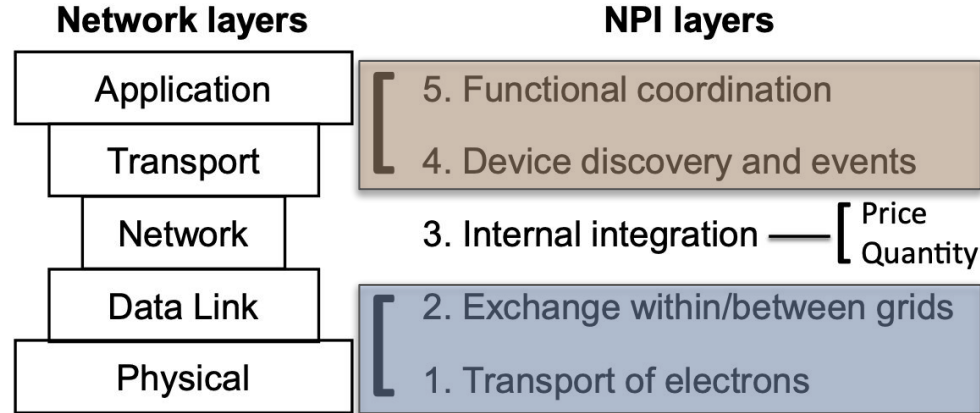 Network layers
NPI layers
Application
5. Functional coordination
Transport
4. Device discovery and events
Network
3. Internal integration
Price
Quantity
Data Link
2. Exchange within/between grids
Physical
1. Transport of electrons